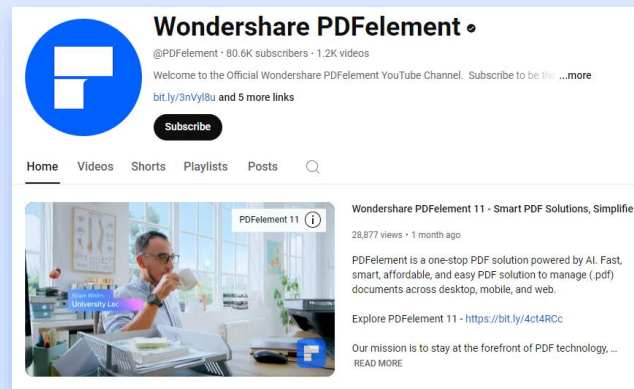 Wondershare PDFelement
@PDFelement · 80.6K subscribers · 1.2K videos
Welcome to the Official Wondershare PDFelement YouTube Channel. Subscribe to be the ...more
bit.ly/3nVyl8u and 5 more links
Subscribe
Home Videos Shorts Playlists Posts
PDFelement 11
University Lec
Wondershare PDFelement 11 - Smart PDF Solutions, Simplifie
28,877 views • 1 month ago
PDFelement is a one-stop PDF solution powered by AI. Fast,
smart, affordable, and easy PDF solution to manage (.pdf)
documents across desktop, mobile, and web.
Explore PDFelement 11 - https://bit.ly/4ct4RCc
Our mission is to stay at the forefront of PDF technology, ...
READ MORE